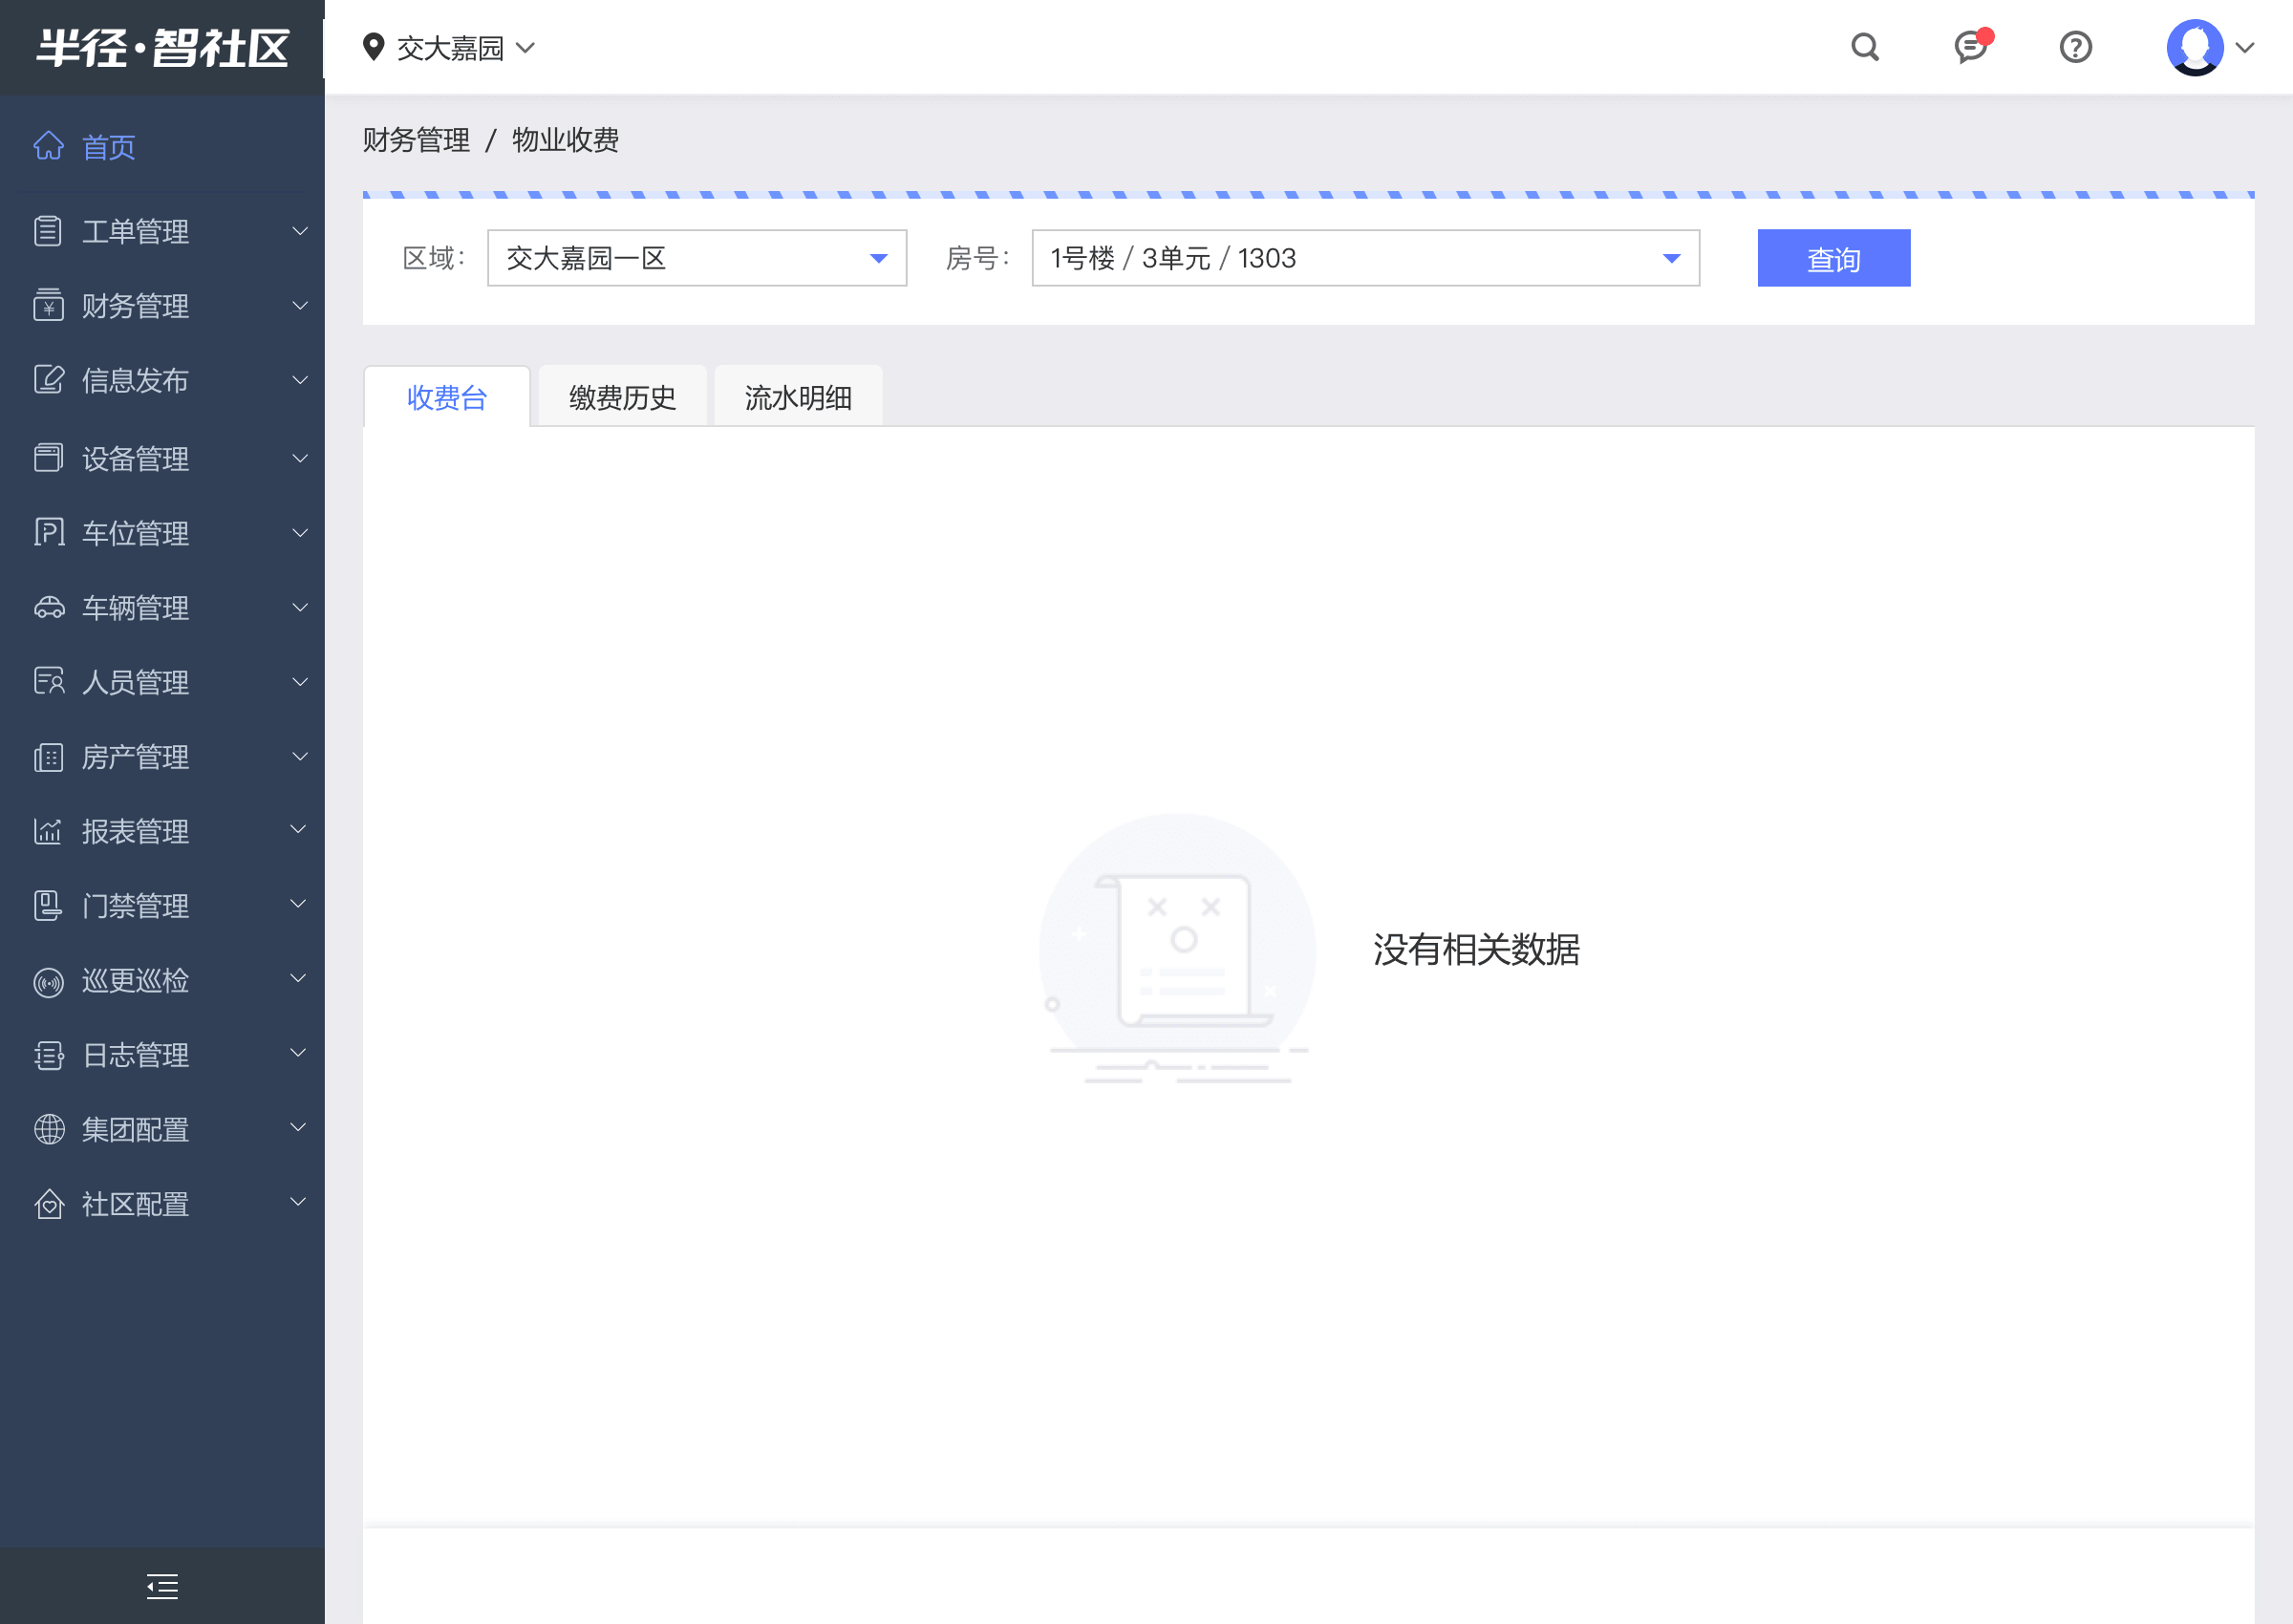 半径·智社区
交大嘉园
首页
工单管理
财务管理
信息发布
设备管理
车位管理
车辆管理
人员管理
房产管理
报表管理
门禁管理
巡更巡检
日志管理
集团配置
社区配置
财务管理 / 物业收费
区域： 交大嘉园一区 房号： 1号楼 / 3单元 / 1303 查询
收费台 缴费历史 流水明细
没有相关数据